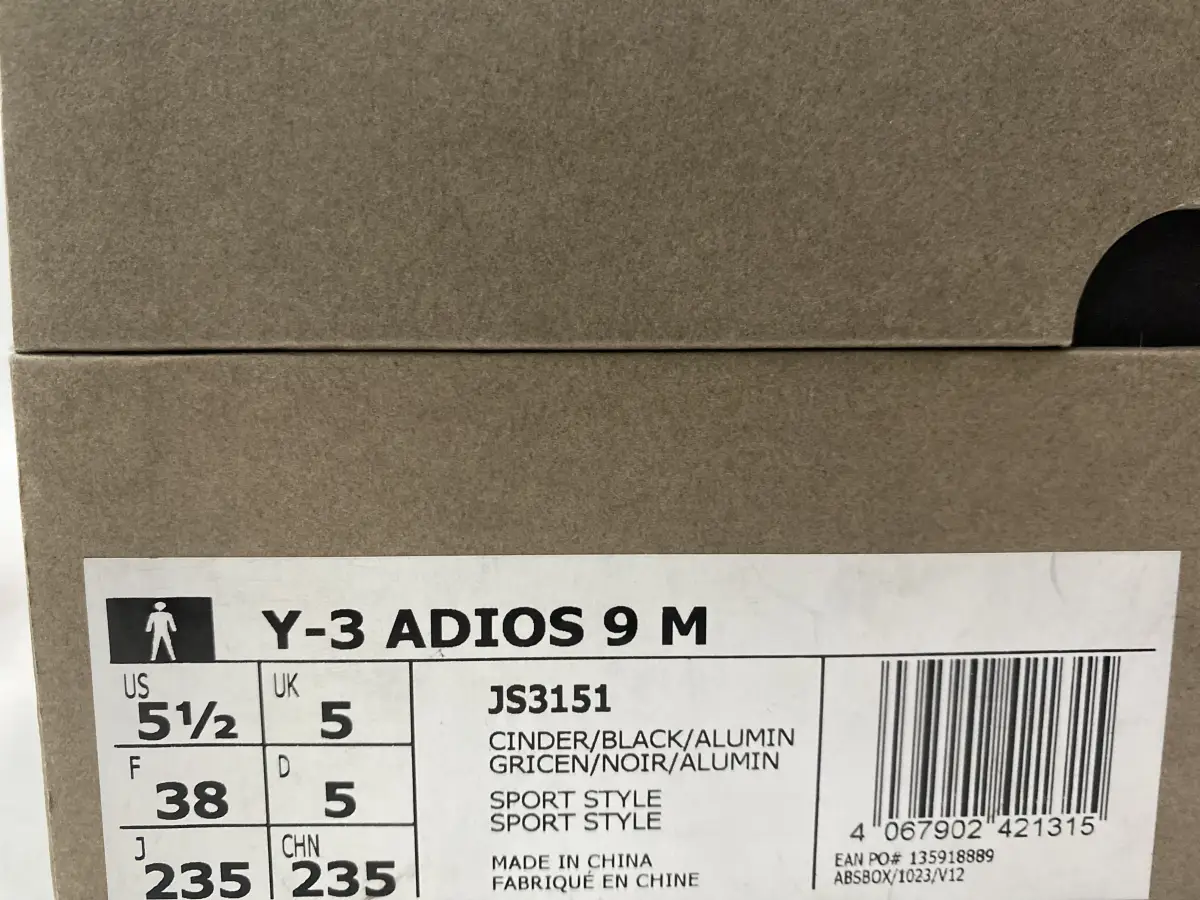 Y-3 ADIOS 9 M
US
5½
UK
5
F
38
D
5
J
235
CHN
235
JS3151
CINDER/BLACK/ALUMIN
GRICEN/NOIR/ALUMIN
SPORT STYLE
SPORT STYLE
MADE IN CHINA
FABRIQUÉ EN CHINE
4 067902 421315
EAN PO# 135918889
ABSBOX/1023/V12